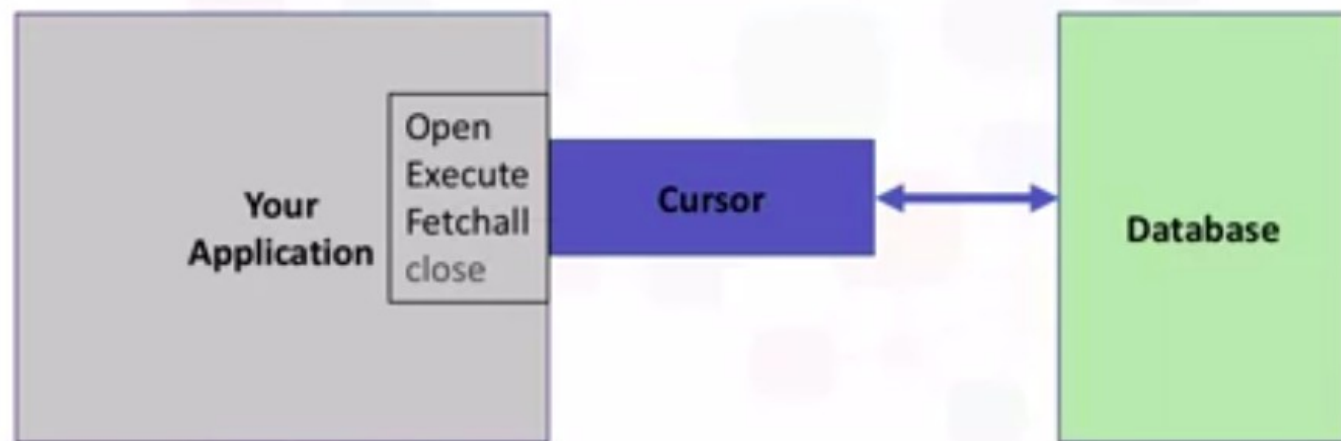 Your
Application
Open
Execute
Fetchall
close
Cursor
Database